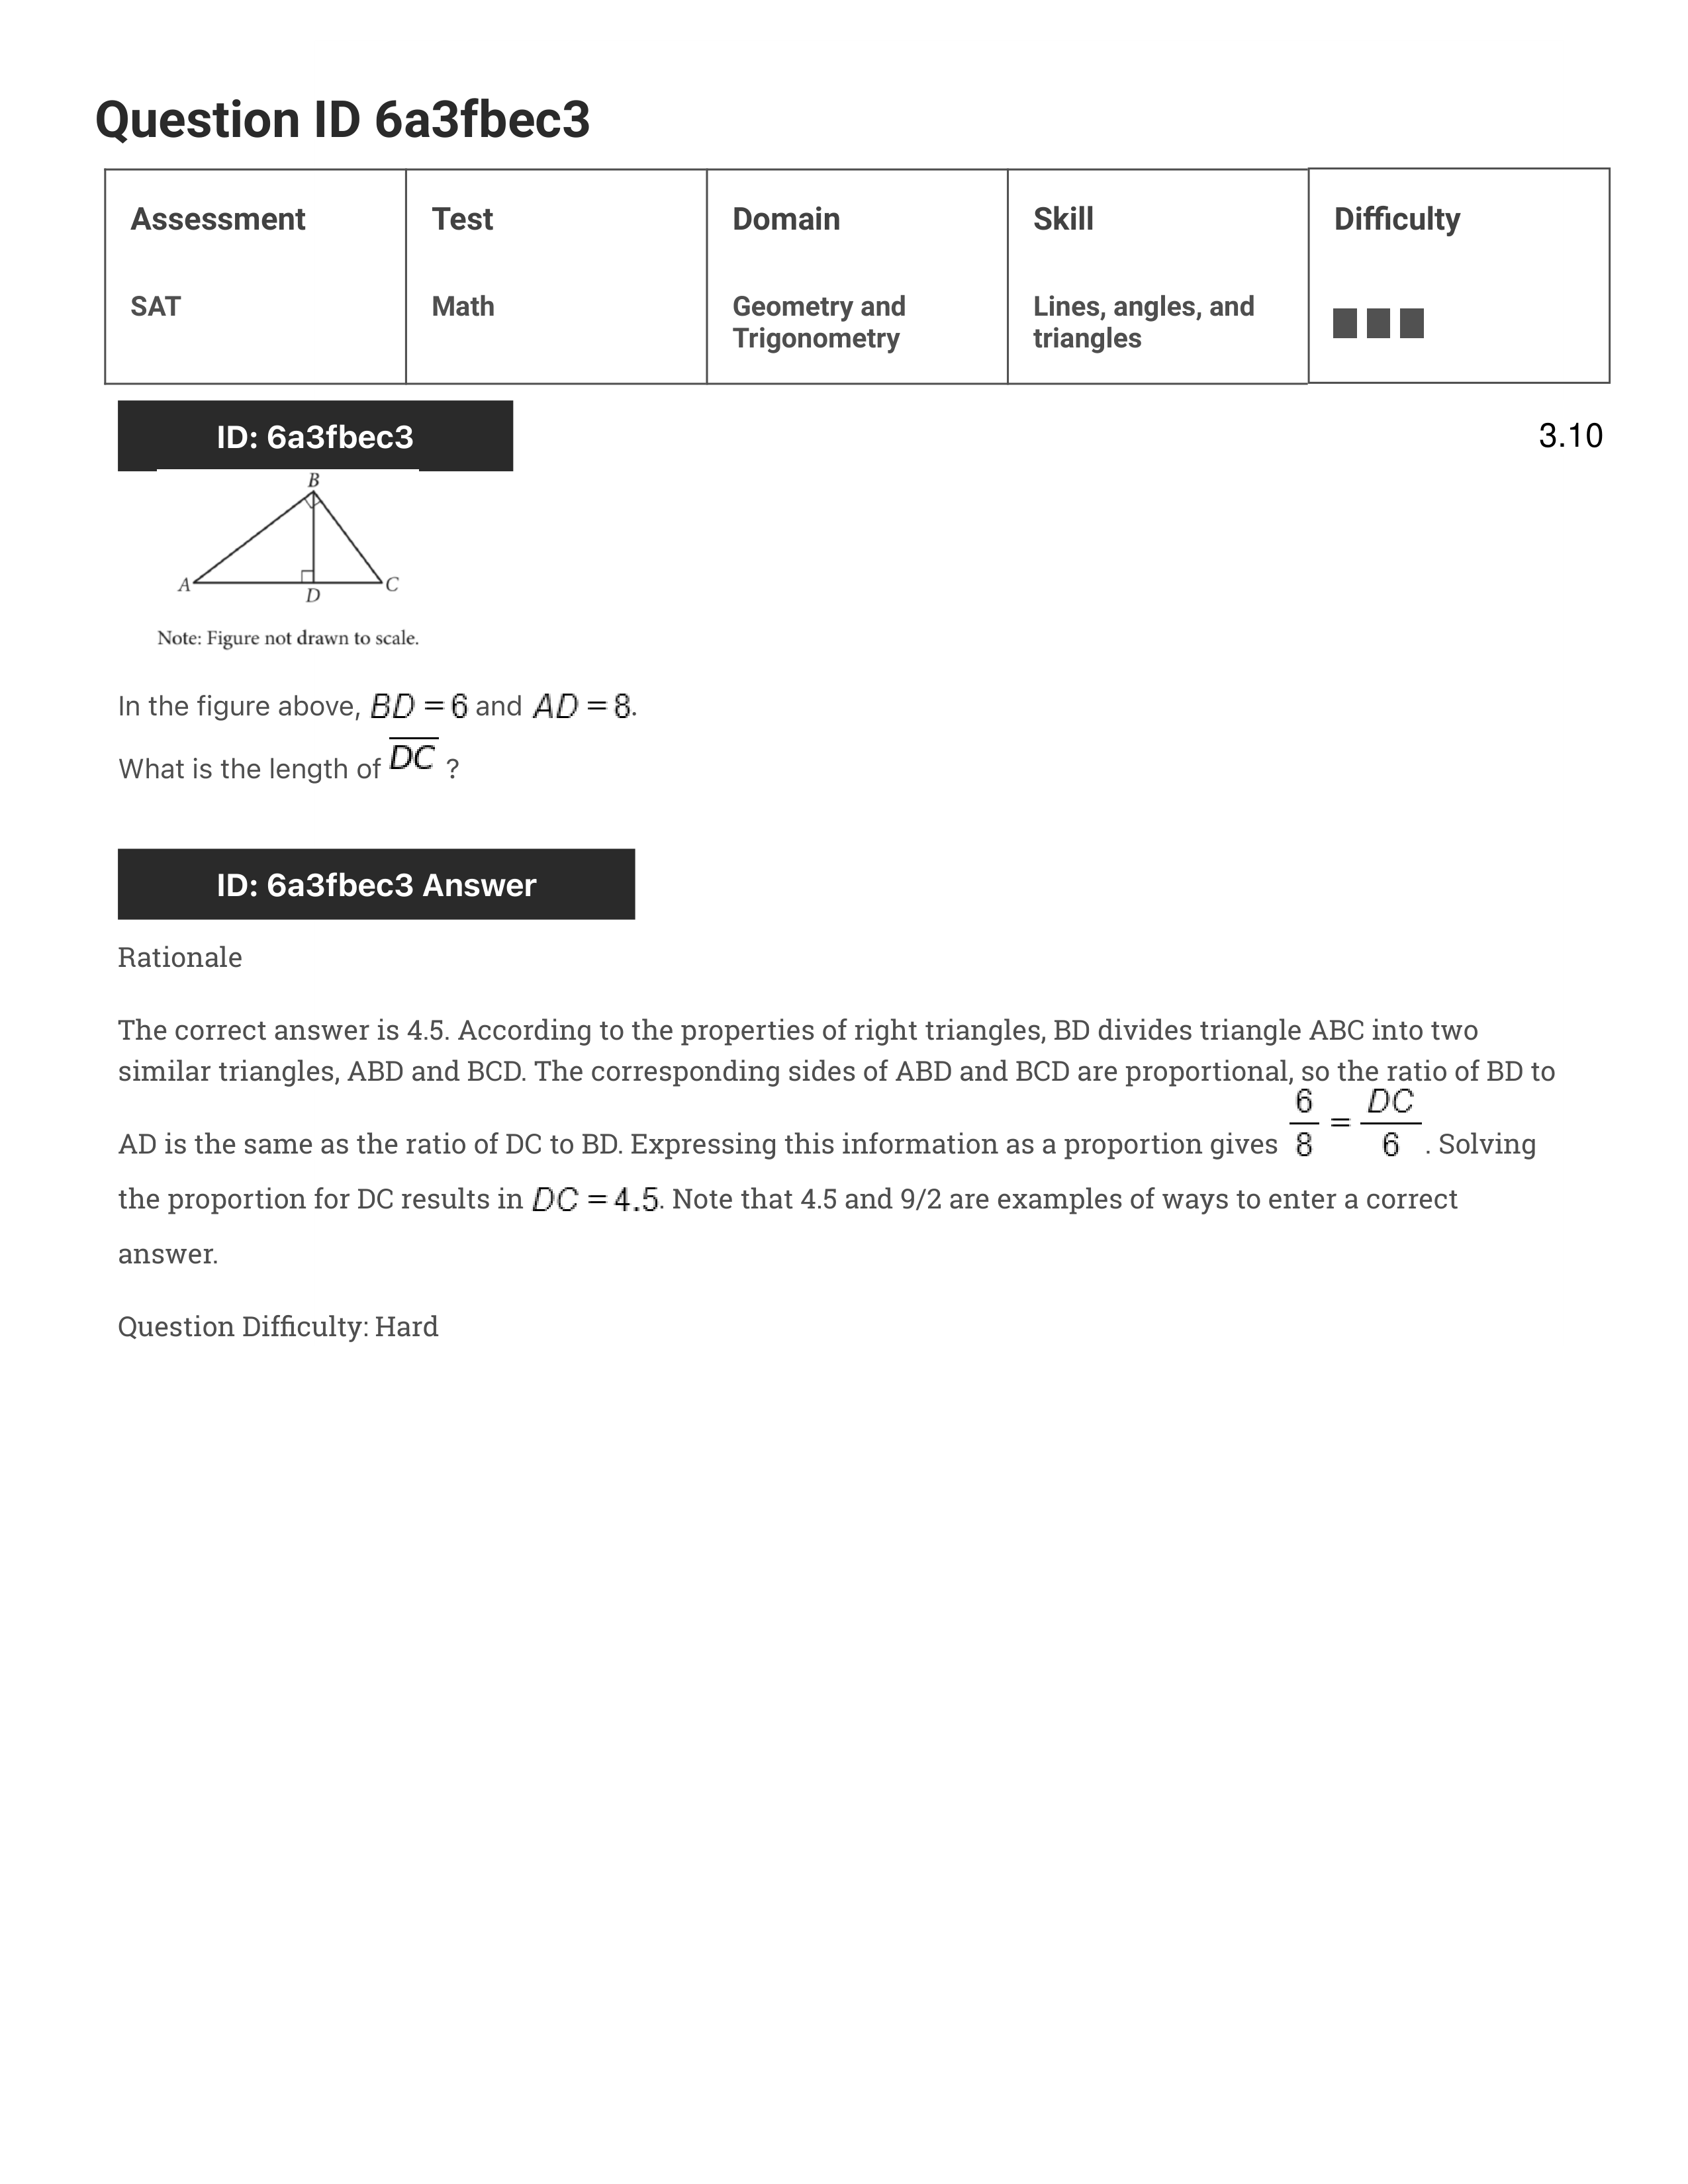 Question ID 6a3fbec3
Assessment Test Domain Skill Difficulty
SAT Math Geometry and Trigonometry Lines, angles, and triangles
ID: 6a3fbec3 3.10
B
A D C
Note: Figure not drawn to scale.
In the figure above, BD = 6 and AD = 8.
What is the length of \overline{DC} ?
ID: 6a3fbec3 Answer
Rationale
The correct answer is 4.5. According to the properties of right triangles, BD divides triangle ABC into two
similar triangles, ABD and BCD. The corresponding sides of ABD and BCD are proportional, so the ratio of BD to
AD is the same as the ratio of DC to BD. Expressing this information as a proportion gives 6/8 = DC/6 . Solving
the proportion for DC results in DC = 4.5. Note that 4.5 and 9/2 are examples of ways to enter a correct
answer.
Question Difficulty: Hard